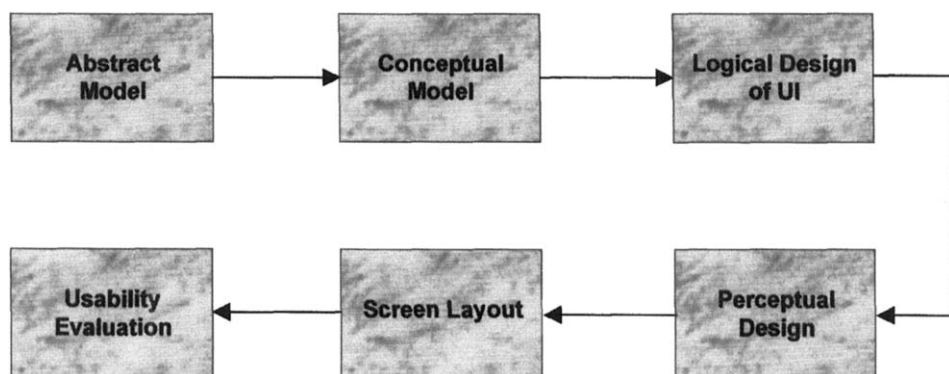 Abstract
Model
Conceptual
Model
Logical Design
of UI
Perceptual
Design
Screen Layout
Usability
Evaluation